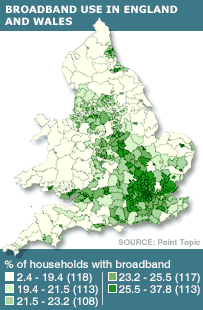 BROADBAND USE IN ENGLAND
AND WALES
SOURCE: Point Topic
% of households with broadband
2.4 - 19.4 (118)
23.2 - 25.5 (117)
19.4 - 21.5 (113)
25.5 - 37.8 (113)
21.5 - 23.2 (108)